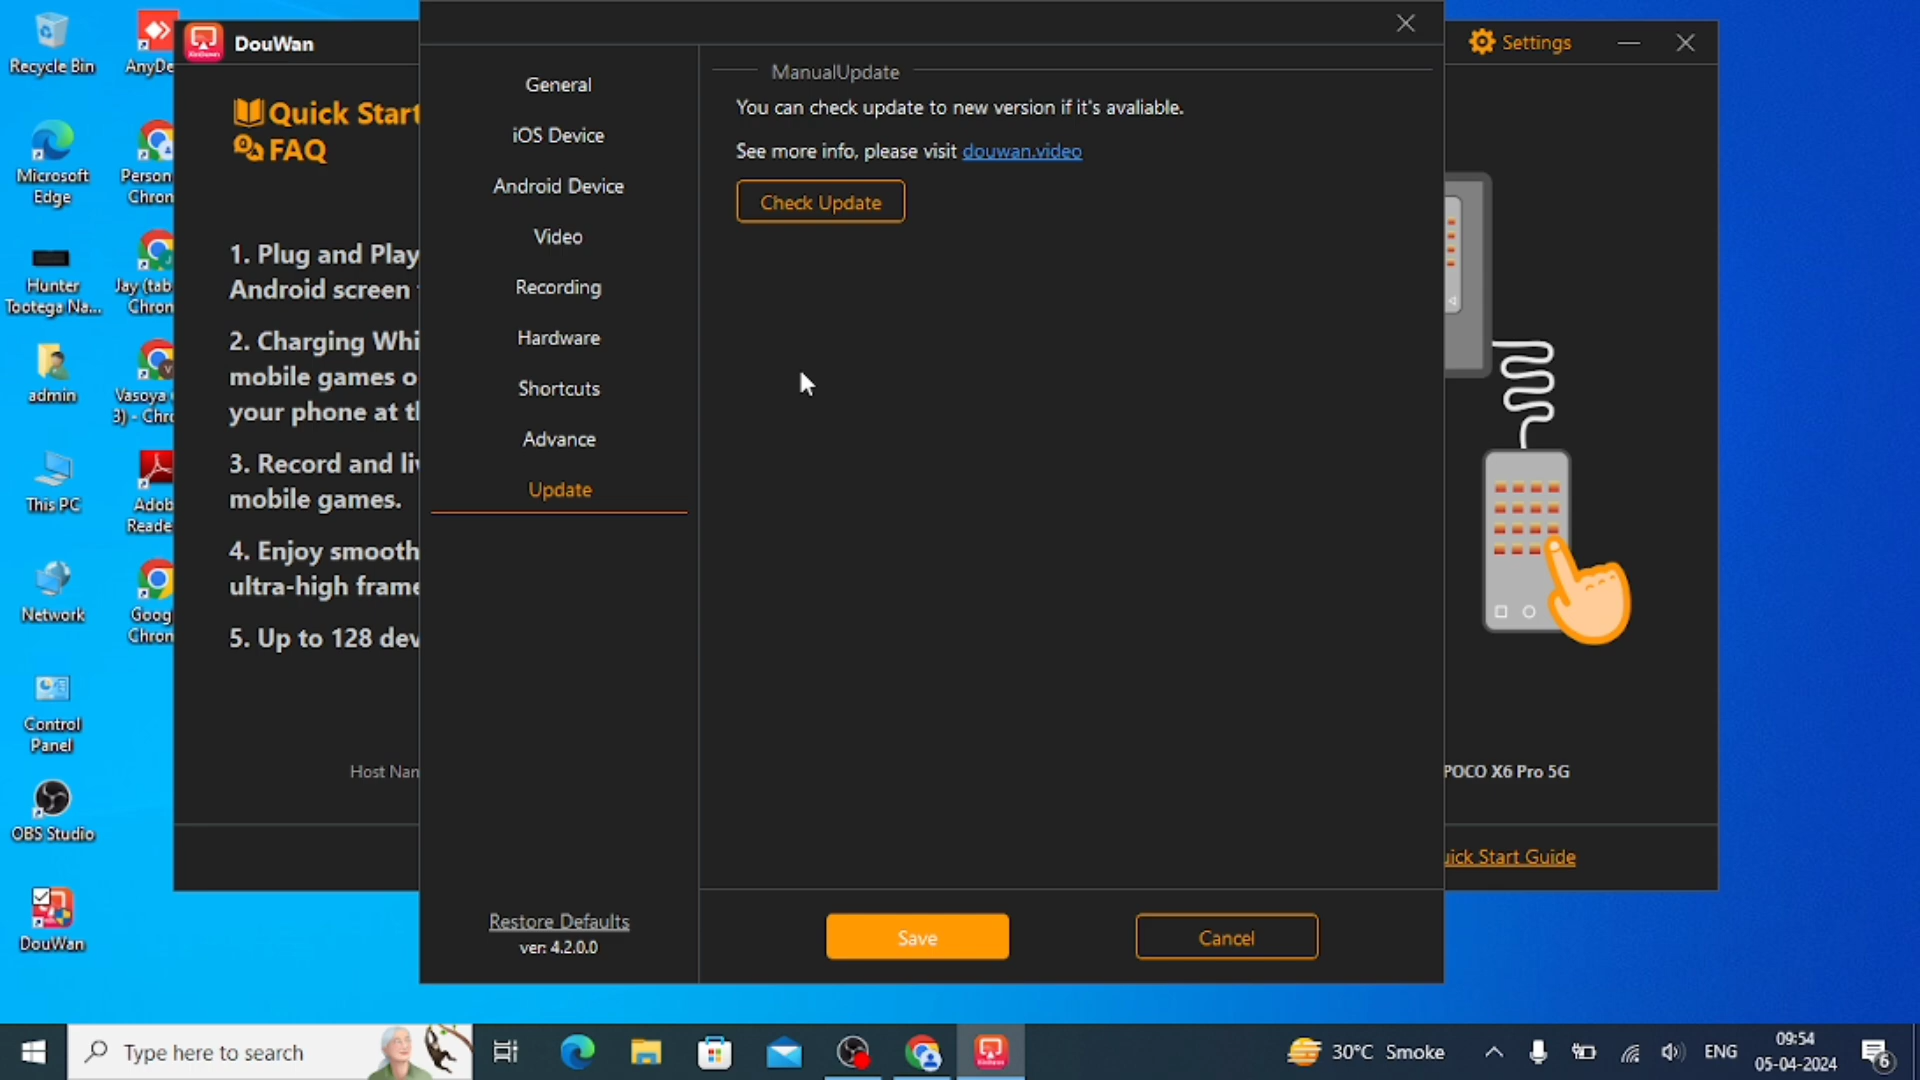 Recycle Bin
AnyDe
Microsoft
Edge
Person
Chron
Hunter
Tootega Na...
Jay (tab
Chron
admin
Vasoya
3) - Chr
This PC
Adob
Reade
Network
Goog
Chron
Control
Panel
OBS Studio
DouWan
DouWan
Quick Start
FAQ
1. Plug and Play
Android screen
2. Charging Whi
mobile games o
your phone at t
3. Record and li
mobile games.
4. Enjoy smooth
ultra-high frame
5. Up to 128 dev
Host Nam
General
iOS Device
Android Device
Video
Recording
Hardware
Shortcuts
Advance
Update
Restore Defaults
ver: 4.2.0.0
ManualUpdate
You can check update to new version if it's avaliable.
See more info, please visit douwan.video
Check Update
Save
Cancel
Settings
POCO X6 Pro 5G
uick Start Guide
Type here to search
30°C Smoke
ENG
09:54
05-04-2024
6